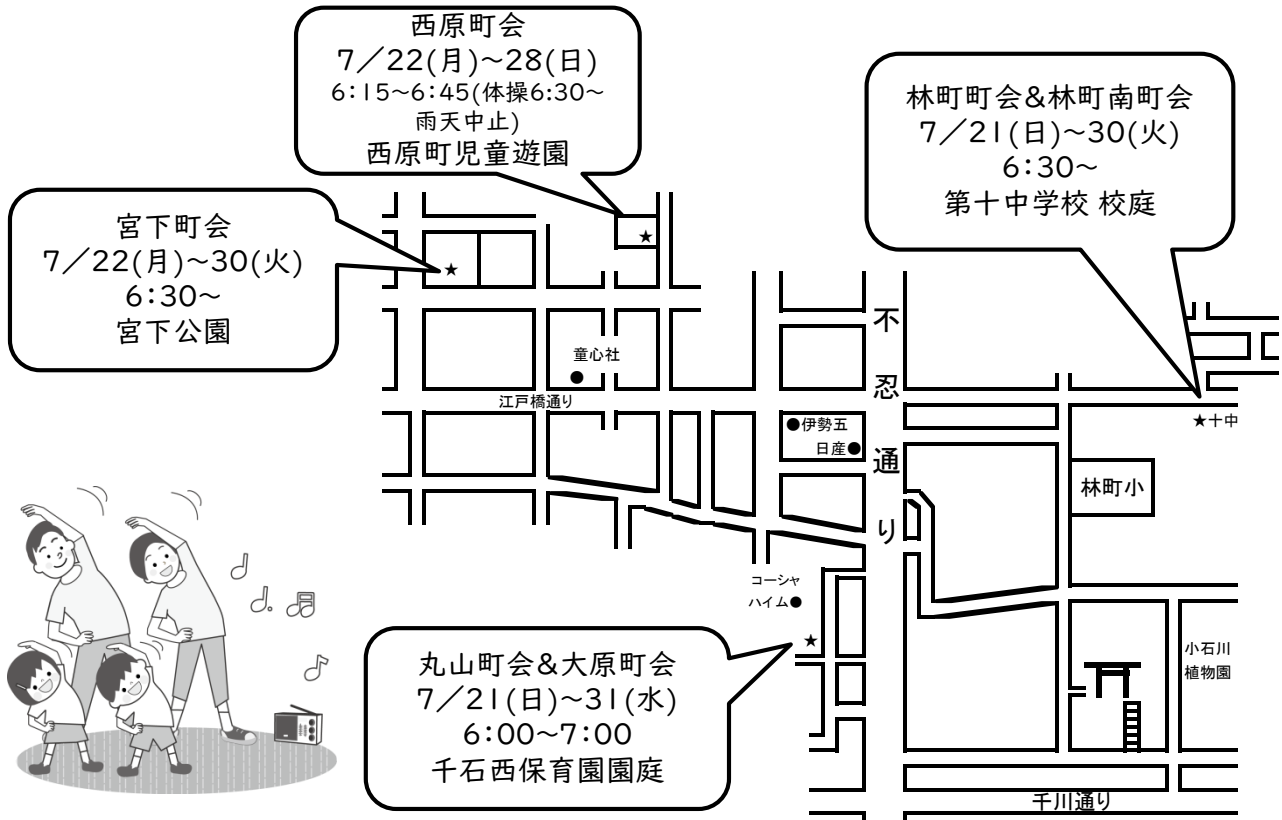 西原町会
7／22(月)~28(日)
6:15~6:45(体操6:30~
雨天中止)
西原町児童遊園
林町町会&林町南町会
7／21(日)~30(火)
6:30~
第十中学校 校庭
宮下町会
7／22(月)~30(火)
6:30~
宮下公園
★
★
不忍通り
童心社
●
江戸橋通り
●伊勢五
日産●
★十中
林町小
コーシャ
ハイム●
★
小石川
植物園
丸山町会&大原町会
7／21(日)~31(水)
6:00~7:00
千石西保育園園庭
千川通り